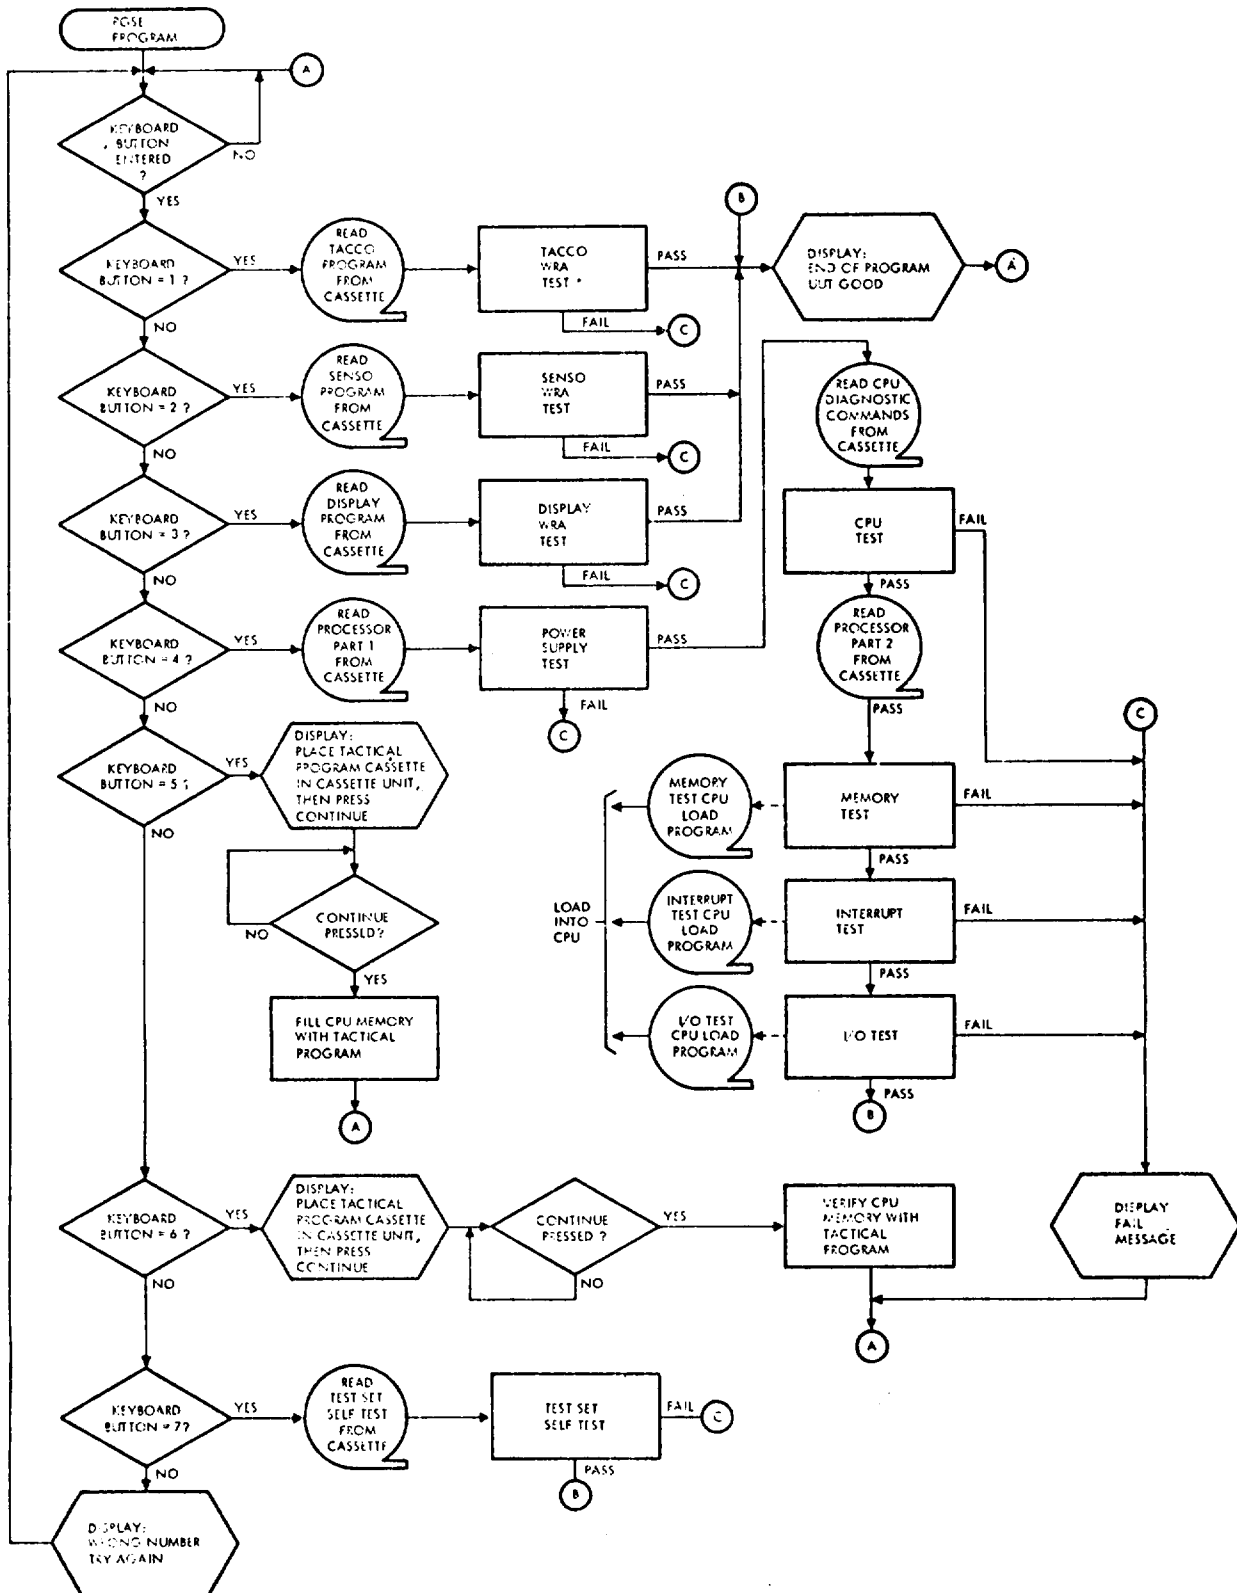 PGSE
PROGRAM
A
KEYBOARD
BUTTON
ENTERED
?
NO
YES
KEYBOARD
BUTTON = 1 ?
YES
READ
TACCO
PROGRAM
FROM
CASSETTE
TACCO
WRA
TEST
PASS
FAIL
C
B
DISPLAY:
END OF PROGRAM
UUT GOOD
A
NO
KEYBOARD
BUTTON = 2 ?
YES
READ
SENSO
PROGRAM
FROM
CASSETTE
SENSO
WRA
TEST
PASS
FAIL
C
READ CPU
DIAGNOSTIC
COMMANDS
FROM
CASSETTE
NO
KEYBOARD
BUTTON = 3 ?
YES
READ
DISPLAY
PROGRAM
FROM
CASSETTE
DISPLAY
WRA
TEST
PASS
FAIL
C
CPU
TEST
FAIL
PASS
NO
KEYBOARD
BUTTON = 4 ?
YES
READ
PROCESSOR
PART 1
FROM
CASSETTE
POWER
SUPPLY
TEST
PASS
FAIL
C
READ
PROCESSOR
PART 2
FROM
CASSETTE
PASS
C
NO
KEYBOARD
BUTTON = 5 ?
YES
DISPLAY:
PLACE TACTICAL
PROGRAM CASSETTE
IN CASSETTE UNIT,
THEN PRESS
CONTINUE
NO
CONTINUE
PRESSED?
NO
YES
FILL CPU MEMORY
WITH TACTICAL
PROGRAM
A
LOAD
INTO
CPU
MEMORY
TEST CPU
LOAD
PROGRAM
MEMORY
TEST
FAIL
PASS
INTERRUPT
TEST CPU
LOAD
PROGRAM
INTERRUPT
TEST
FAIL
PASS
I/O TEST
CPU LOAD
PROGRAM
I/O TEST
FAIL
PASS
B
KEYBOARD
BUTTON = 6 ?
YES
DISPLAY:
PLACE TACTICAL
PROGRAM CASSETTE
IN CASSETTE UNIT,
THEN PRESS
CONTINUE
CONTINUE
PRESSED ?
YES
NO
VERIFY CPU
MEMORY WITH
TACTICAL
PROGRAM
A
DISPLAY
FAIL
MESSAGE
NO
KEYBOARD
BUTTON = 7?
YES
READ
TEST SET
SELF TEST
FROM
CASSETTE
TEST SET
SELF TEST
FAIL
C
PASS
B
NO
DISPLAY:
WRONG NUMBER
TRY AGAIN